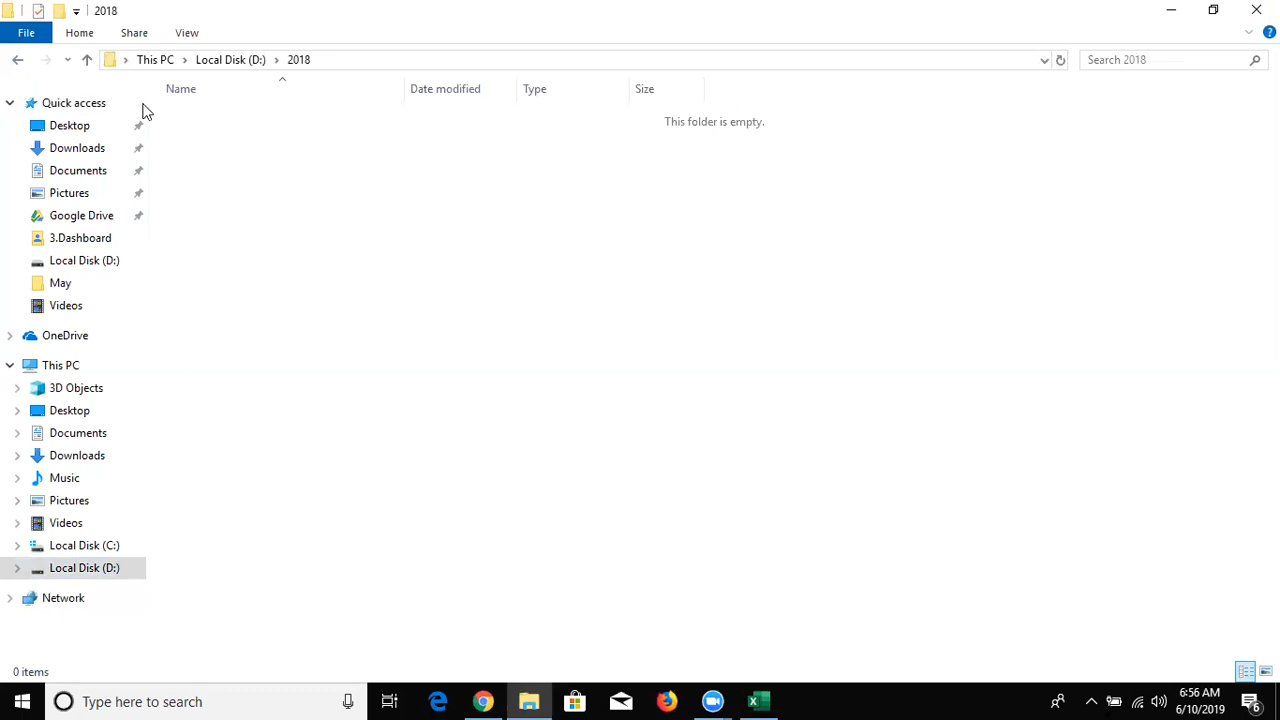 2018
File Home Share View
This PC Local Disk (D:) 2018 Search 2018
Name Date modified Type Size
This folder is empty.
Quick access
Desktop
Downloads
Documents
Pictures
Google Drive
3.Dashboard
Local Disk (D:)
May
Videos
OneDrive
This PC
3D Objects
Desktop
Documents
Downloads
Music
Pictures
Videos
Local Disk (C:)
Local Disk (D:)
Network
0 items
Type here to search
6:56 AM
6/10/2019
6